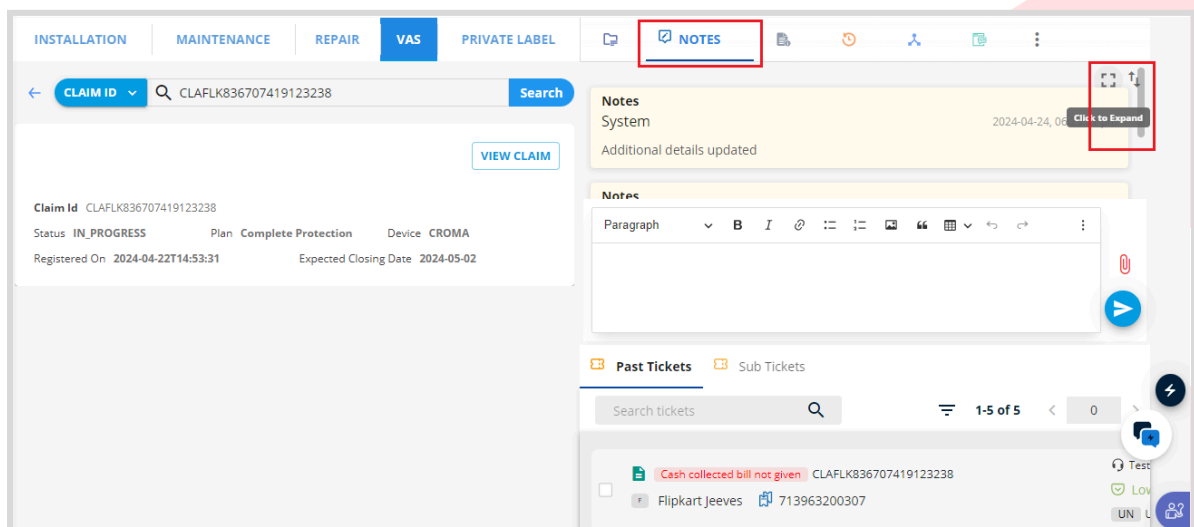 INSTALLATION MAINTENANCE REPAIR VAS PRIVATE LABEL
CLAIM ID CLAFLK836707419123238 Search
VIEW CLAIM
Claim Id CLAFLK836707419123238
Status IN_PROGRESS Plan Complete Protection Device CROMA
Registered On 2024-04-22T14:53:31 Expected Closing Date 2024-05-02
NOTES
Notes
System 2024-04-24, 06
Click to Expand
Additional details updated
Notes
Paragraph B I
Past Tickets Sub Tickets
Search tickets 1-5 of 5 < 0 >
Cash collected bill not given CLAFLK836707419123238 Test
F Flipkart Jeeves 713963200307 Low
UN U